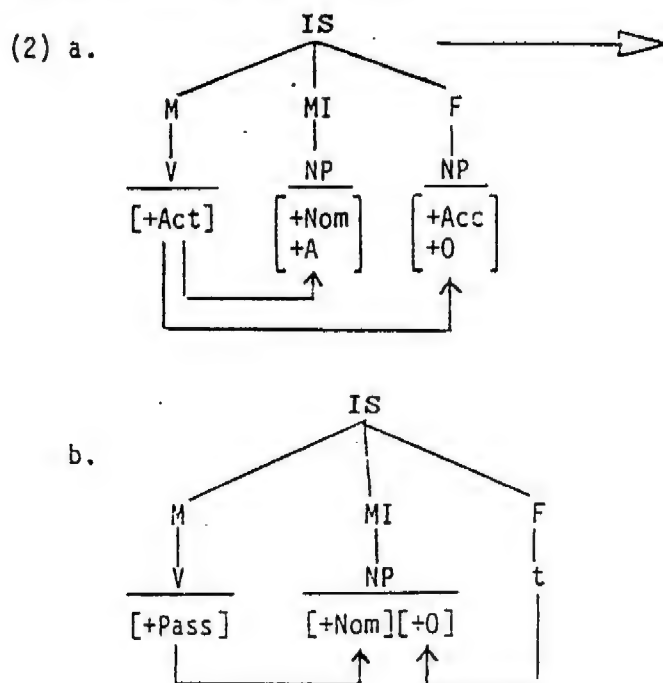 IS
(2) a.
M MI F
V NP NP
[+Act] [+Nom +A] [+Acc +O]
IS
b.
M MI F
V NP t
[+Pass] [+Nom][+O]